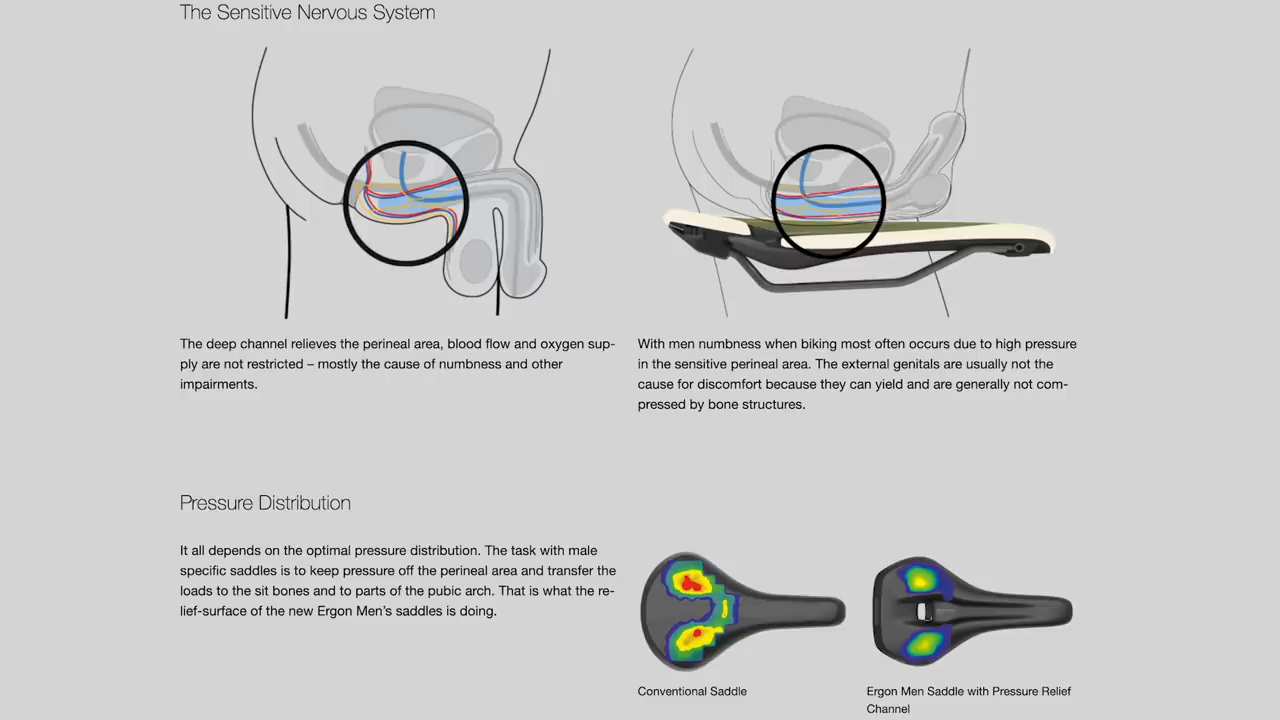 The Sensitive Nervous System
The deep channel relieves the perineal area, blood flow and oxygen sup-
ply are not restricted – mostly the cause of numbness and other
impairments.
With men numbness when biking most often occurs due to high pressure
in the sensitive perineal area. The external genitals are usually not the
cause for discomfort because they can yield and are generally not com-
pressed by bone structures.
Pressure Distribution
It all depends on the optimal pressure distribution. The task with male
specific saddles is to keep pressure off the perineal area and transfer the
loads to the sit bones and to parts of the pubic arch. That is what the re-
lief-surface of the new Ergon Men’s saddles is doing.
Conventional Saddle
Ergon Men Saddle with Pressure Relief
Channel